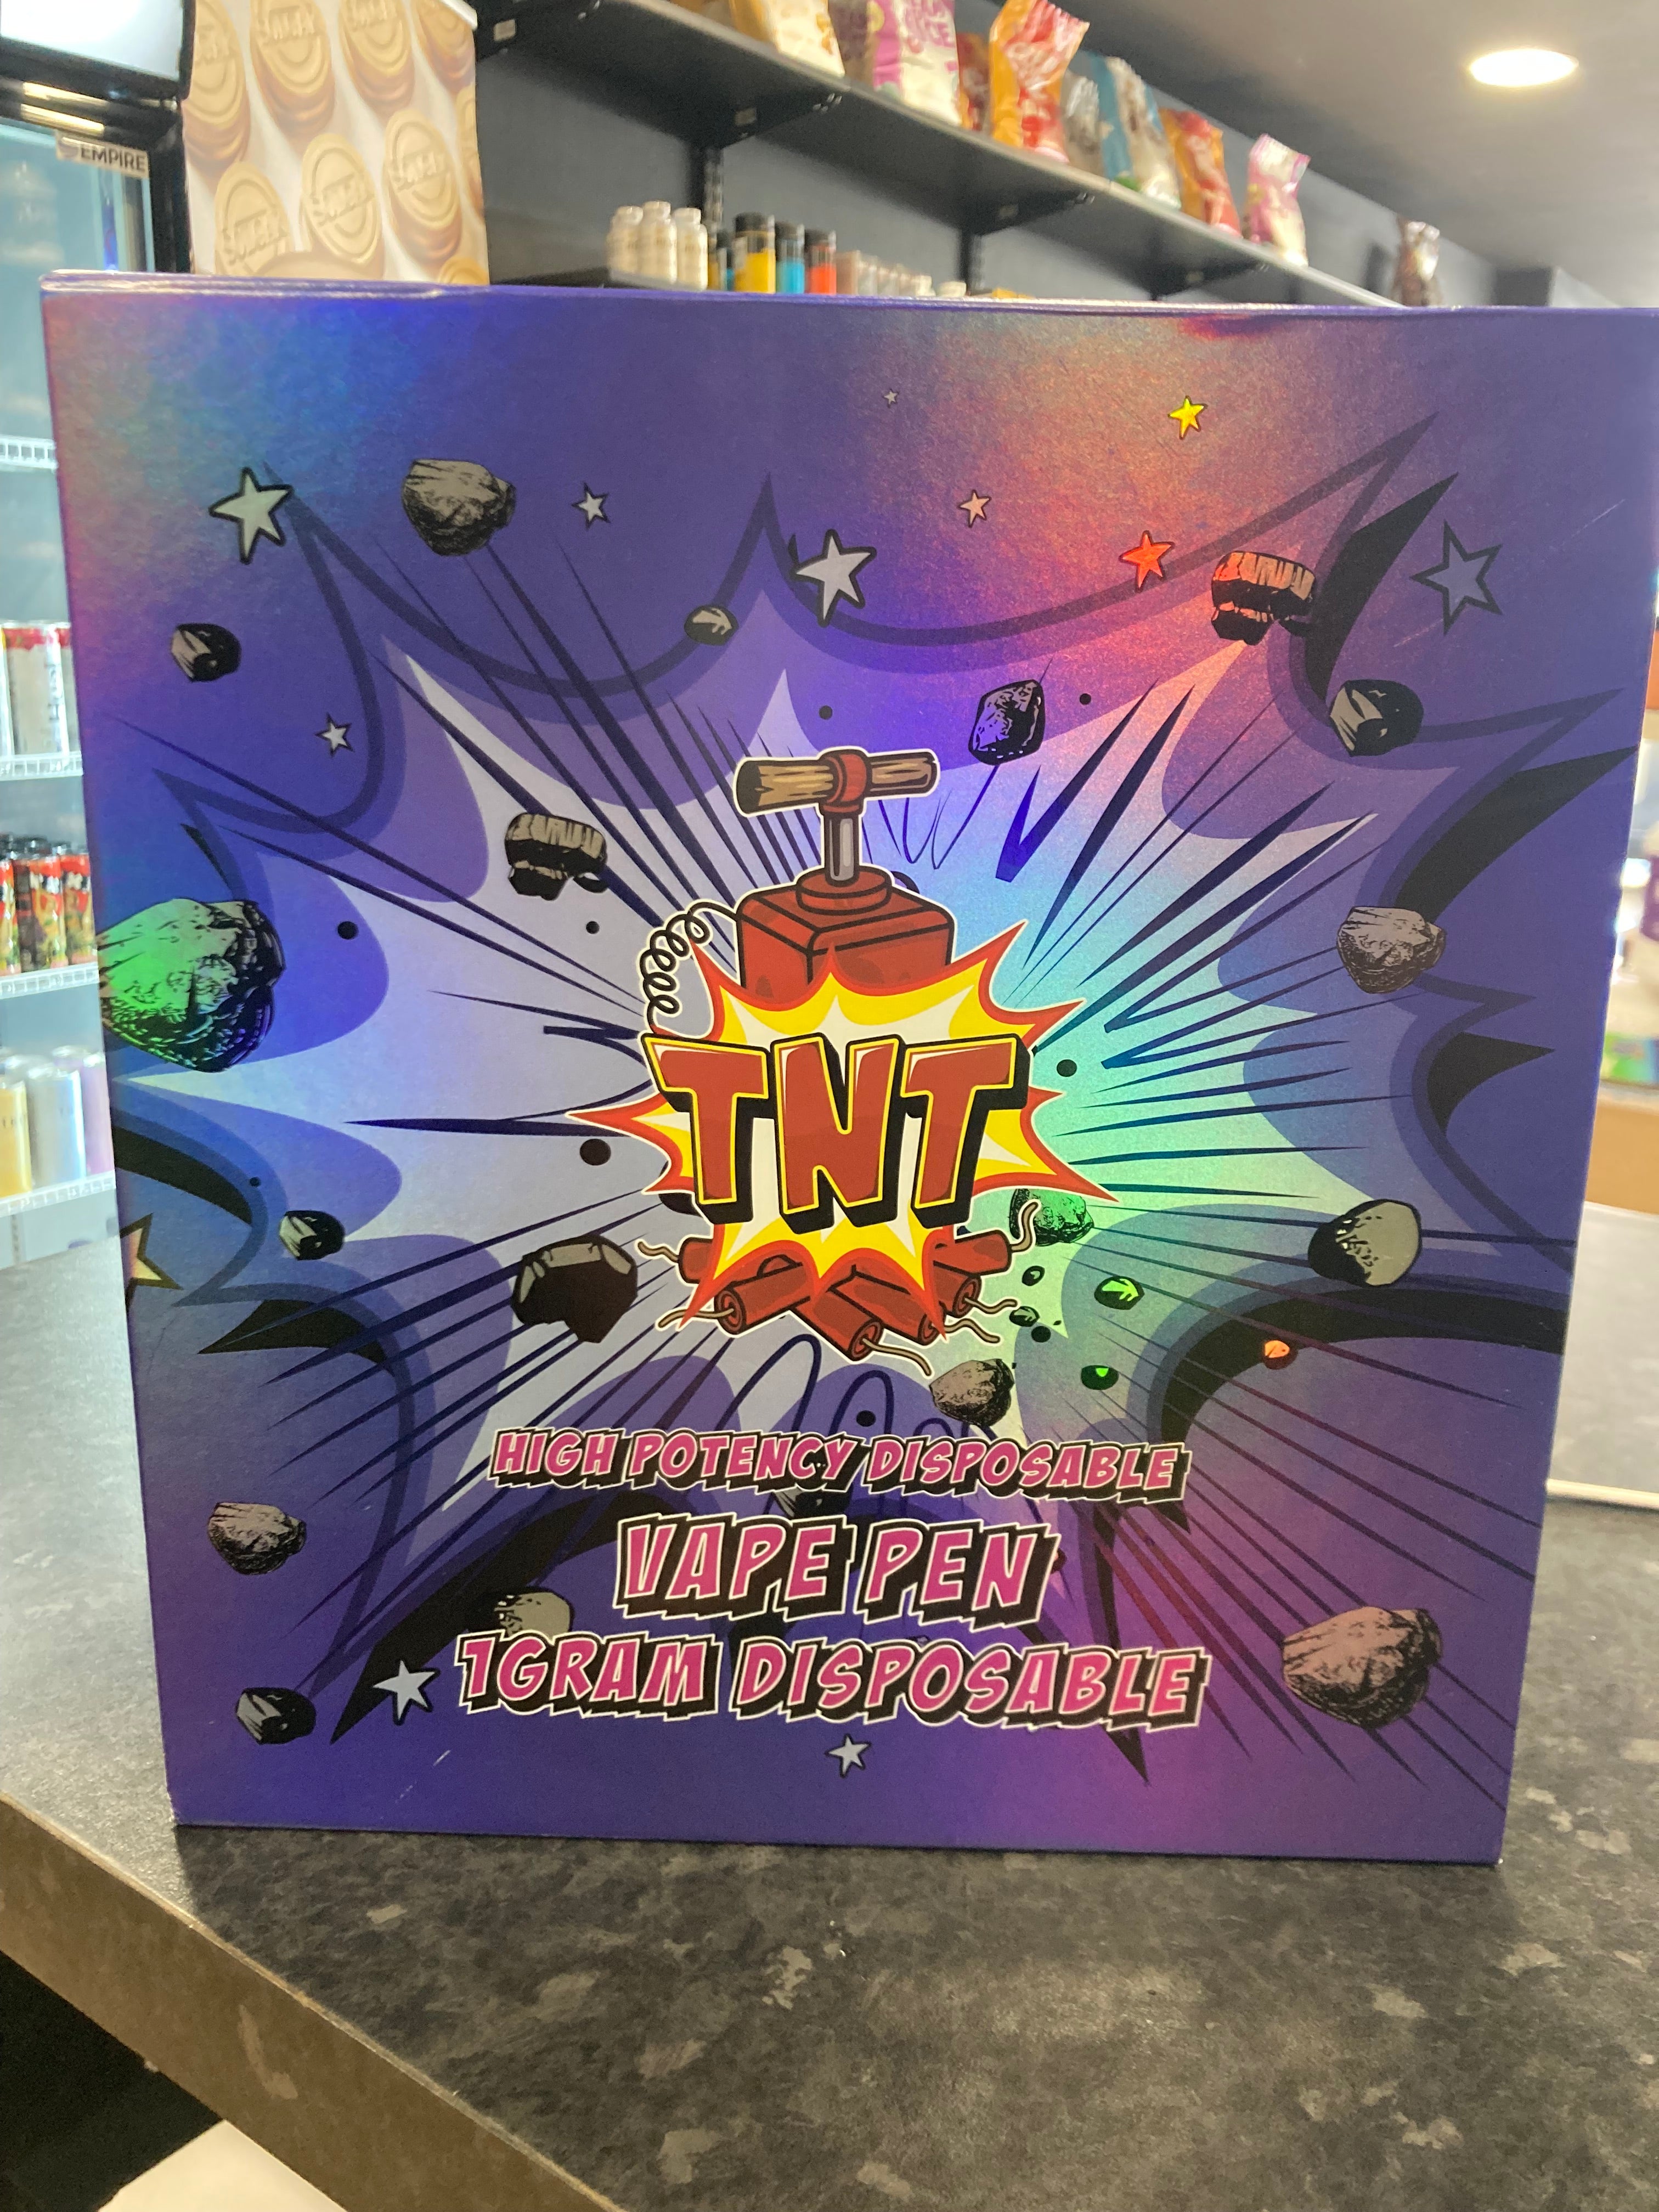 EMPIRE
TNT
HIGH POTENCY DISPOSABLE
VAPE PEN
1GRAM DISPOSABLE